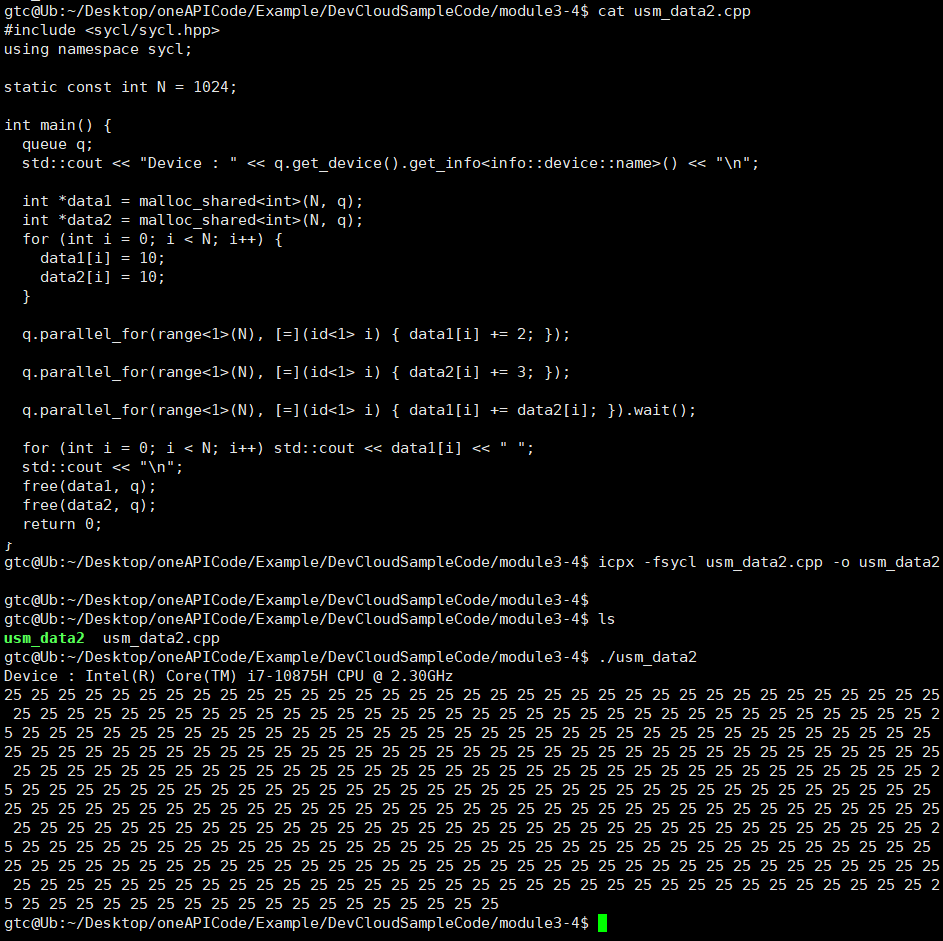 gtc@Ub:~/Desktop/oneAPICode/Example/DevCloudSampleCode/module3-4$ cat usm_data2.cpp
#include <sycl/sycl.hpp>
using namespace sycl;
static const int N = 1024;
int main() {
queue q;
std::cout << "Device : " << q.get_device().get_info<info::device::name>() << "\n";
int *data1 = malloc_shared<int>(N, q);
int *data2 = malloc_shared<int>(N, q);
for (int i = 0; i < N; i++) {
data1[i] = 10;
data2[i] = 10;
}
q.parallel_for(range<1>(N), [=](id<1> i) { data1[i] += 2; });
q.parallel_for(range<1>(N), [=](id<1> i) { data2[i] += 3; });
q.parallel_for(range<1>(N), [=](id<1> i) { data1[i] += data2[i]; }).wait();
for (int i = 0; i < N; i++) std::cout << data1[i] << " ";
std::cout << "\n";
free(data1, q);
free(data2, q);
return 0;
}
gtc@Ub:~/Desktop/oneAPICode/Example/DevCloudSampleCode/module3-4$ icpx -fsycl usm_data2.cpp -o usm_data2
gtc@Ub:~/Desktop/oneAPICode/Example/DevCloudSampleCode/module3-4$
gtc@Ub:~/Desktop/oneAPICode/Example/DevCloudSampleCode/module3-4$ ls
usm_data2  usm_data2.cpp
gtc@Ub:~/Desktop/oneAPICode/Example/DevCloudSampleCode/module3-4$ ./usm_data2
Device : Intel(R) Core(TM) i7-10875H CPU @ 2.30GHz
25 25 25 25 25 25 25 25 25 25 25 25 25 25 25 25 25 25 25 25 25 25 25 25 25 25 25 25 25 25 25 25 25 25 25
25 25 25 25 25 25 25 25 25 25 25 25 25 25 25 25 25 25 25 25 25 25 25 25 25 25 25 25 25 25 25 25 25 25 2
5 25 25 25 25 25 25 25 25 25 25 25 25 25 25 25 25 25 25 25 25 25 25 25 25 25 25 25 25 25 25 25 25 25 25
25 25 25 25 25 25 25 25 25 25 25 25 25 25 25 25 25 25 25 25 25 25 25 25 25 25 25 25 25 25 25 25 25 25 25
25 25 25 25 25 25 25 25 25 25 25 25 25 25 25 25 25 25 25 25 25 25 25 25 25 25 25 25 25 25 25 25 25 25 2
5 25 25 25 25 25 25 25 25 25 25 25 25 25 25 25 25 25 25 25 25 25 25 25 25 25 25 25 25 25 25 25 25 25 25
25 25 25 25 25 25 25 25 25 25 25 25 25 25 25 25 25 25 25 25 25 25 25 25 25 25 25 25 25 25 25 25 25 25 25
25 25 25 25 25 25 25 25 25 25 25 25 25 25 25 25 25 25 25 25 25 25 25 25 25 25 25 25 25 25 25 25 25 25 2
5 25 25 25 25 25 25 25 25 25 25 25 25 25 25 25 25 25 25 25 25 25 25 25 25 25 25 25 25 25 25 25 25 25 25
25 25 25 25 25 25 25 25 25 25 25 25 25 25 25 25 25 25 25 25 25 25 25 25 25 25 25 25 25 25 25 25 25 25 25
25 25 25 25 25 25 25 25 25 25 25 25 25 25 25 25 25 25 25 25 25 25 25 25 25 25 25 25 25 25 25 25 25 25 2
5 25 25 25 25 25 25 25 25 25 25 25 25 25 25 25 25 25 25
gtc@Ub:~/Desktop/oneAPICode/Example/DevCloudSampleCode/module3-4$